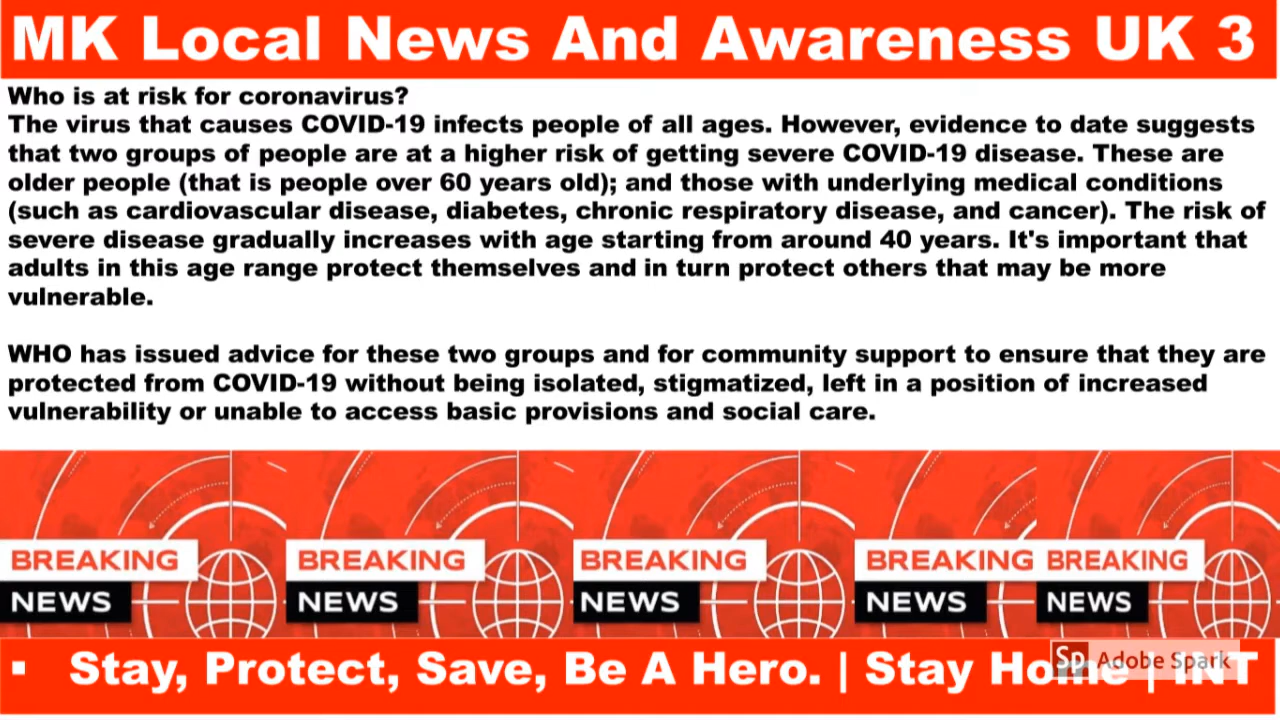 MK Local News And Awareness UK 3
Who is at risk for coronavirus?
The virus that causes COVID-19 infects people of all ages. However, evidence to date suggests
that two groups of people are at a higher risk of getting severe COVID-19 disease. These are
older people (that is people over 60 years old); and those with underlying medical conditions
(such as cardiovascular disease, diabetes, chronic respiratory disease, and cancer). The risk of
severe disease gradually increases with age starting from around 40 years. It's important that
adults in this age range protect themselves and in turn protect others that may be more
vulnerable.
WHO has issued advice for these two groups and for community support to ensure that they are
protected from COVID-19 without being isolated, stigmatized, left in a position of increased
vulnerability or unable to access basic provisions and social care.
BREAKING BREAKING BREAKING BREAKING BREAKING
NEWS NEWS NEWS NEWS NEWS
▪ Stay, Protect, Save, Be A Hero. | Stay Home | INT
Sp Adobe Spark